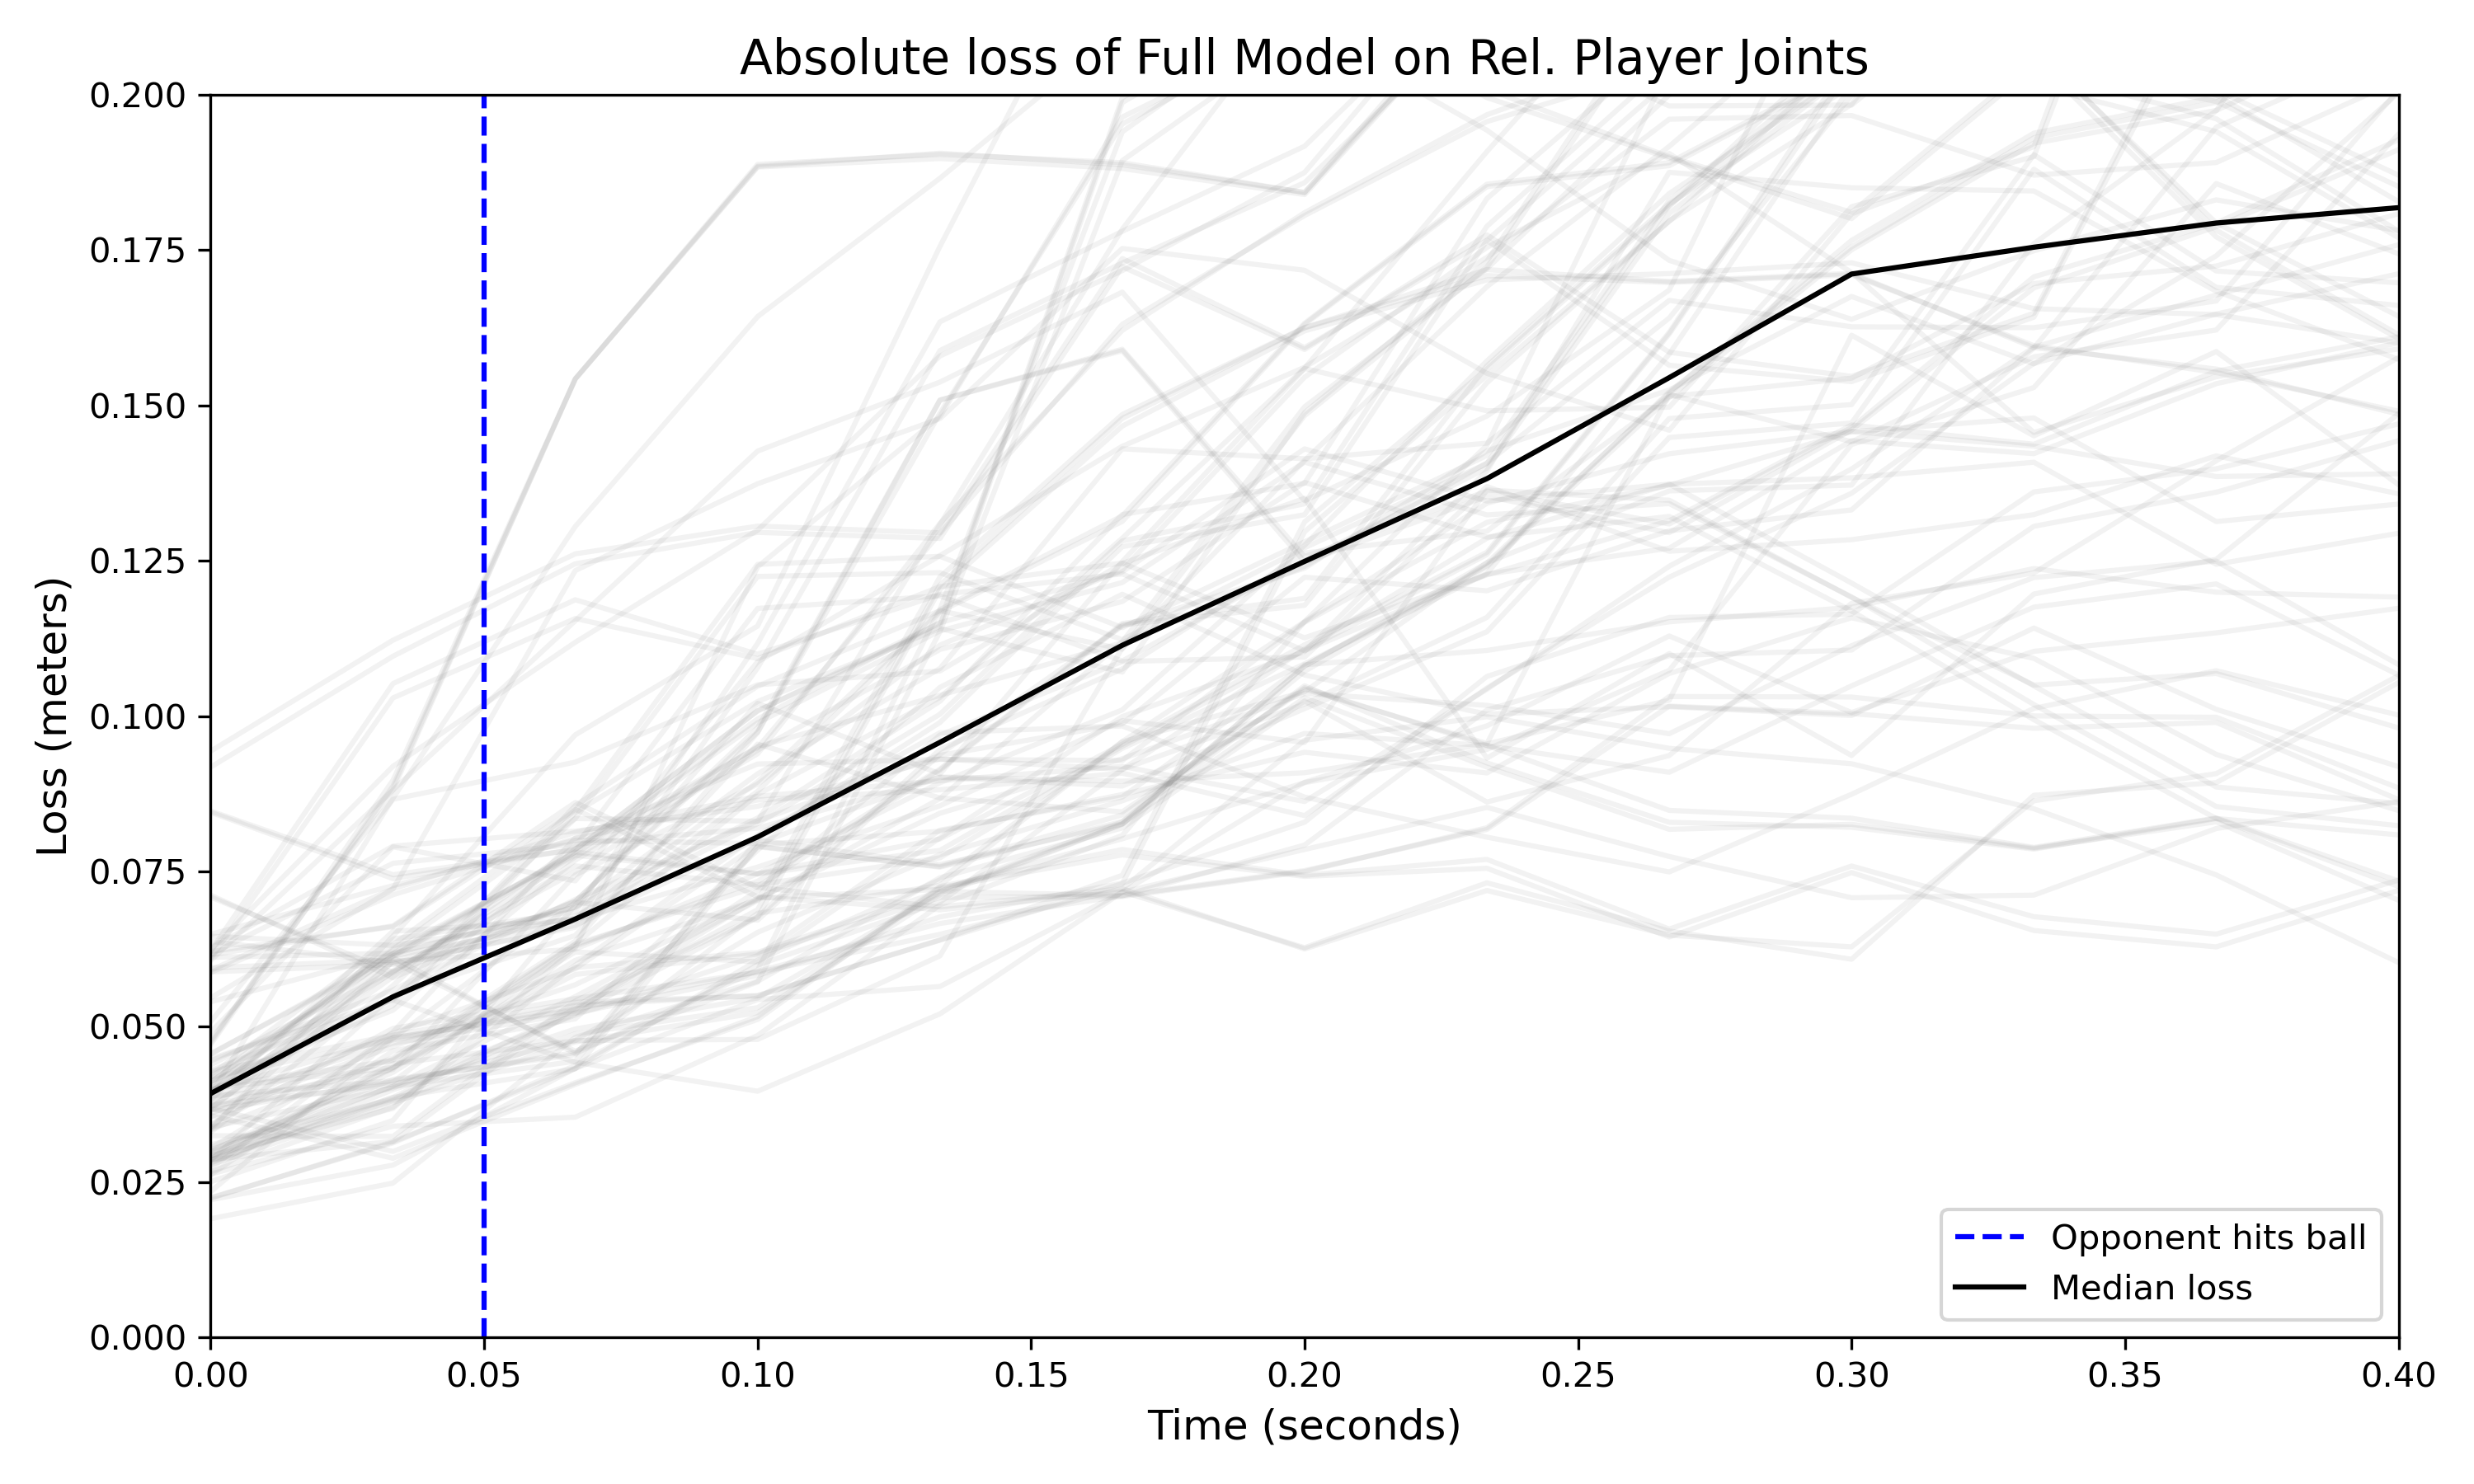 Absolute loss of Full Model on Rel. Player Joints
0.200
0.175
0.150
0.125
0.100
0.075
0.050
0.025
0.000
Loss (meters)
0.00 0.05 0.10 0.15 0.20 0.25 0.30 0.35 0.40
Time (seconds)
Opponent hits ball
Median loss